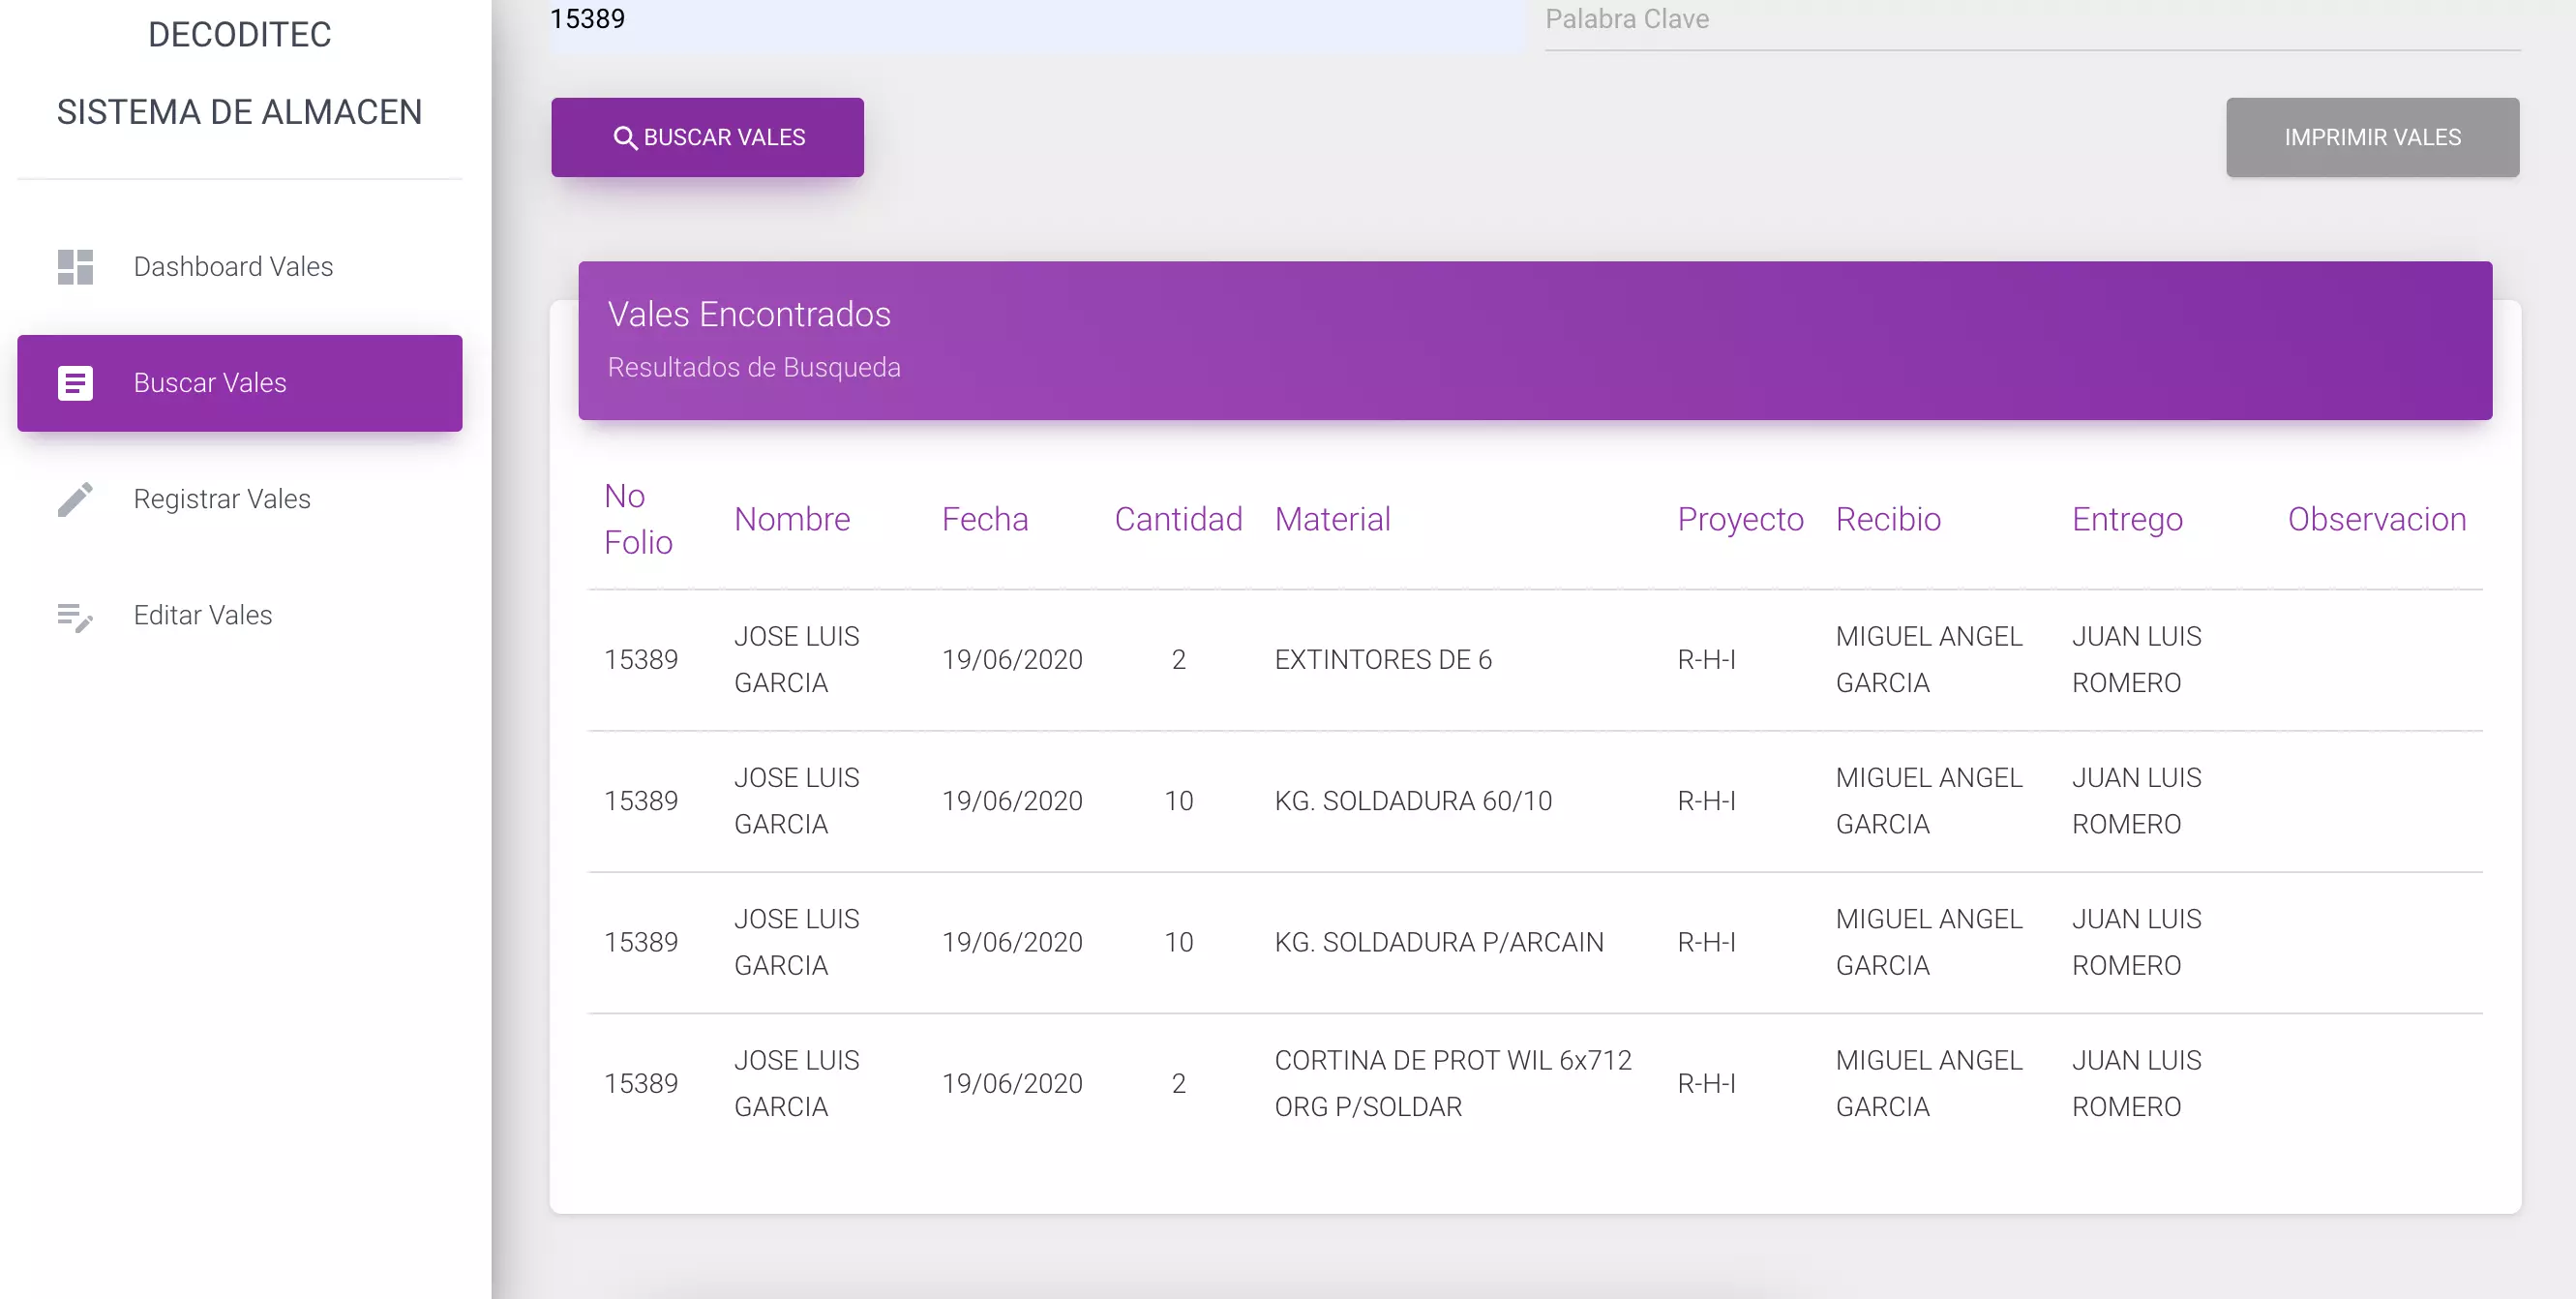 DECODITEC
SISTEMA DE ALMACEN
Dashboard Vales
Buscar Vales
Registrar Vales
Editar Vales
15389
Palabra Clave
BUSCAR VALES
IMPRIMIR VALES
Vales Encontrados
Resultados de Busqueda
No Folio Nombre Fecha Cantidad Material Proyecto Recibio Entrego Observacion
15389 JOSE LUIS GARCIA 19/06/2020 2 EXTINTORES DE 6 R-H-I MIGUEL ANGEL GARCIA JUAN LUIS ROMERO
15389 JOSE LUIS GARCIA 19/06/2020 10 KG. SOLDADURA 60/10 R-H-I MIGUEL ANGEL GARCIA JUAN LUIS ROMERO
15389 JOSE LUIS GARCIA 19/06/2020 10 KG. SOLDADURA P/ARCAIN R-H-I MIGUEL ANGEL GARCIA JUAN LUIS ROMERO
15389 JOSE LUIS GARCIA 19/06/2020 2 CORTINA DE PROT WIL 6x712 ORG P/SOLDAR R-H-I MIGUEL ANGEL GARCIA JUAN LUIS ROMERO